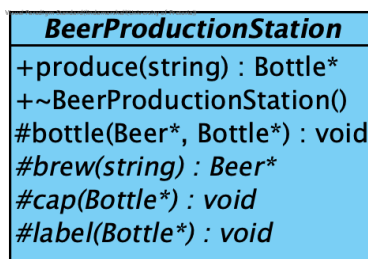 BeerProductionStation
+produce(string) : Bottle*
+~BeerProductionStation()
#bottle(Beer*, Bottle*) : void
#brew(string) : Beer*
#cap(Bottle*) : void
#label(Bottle*) : void